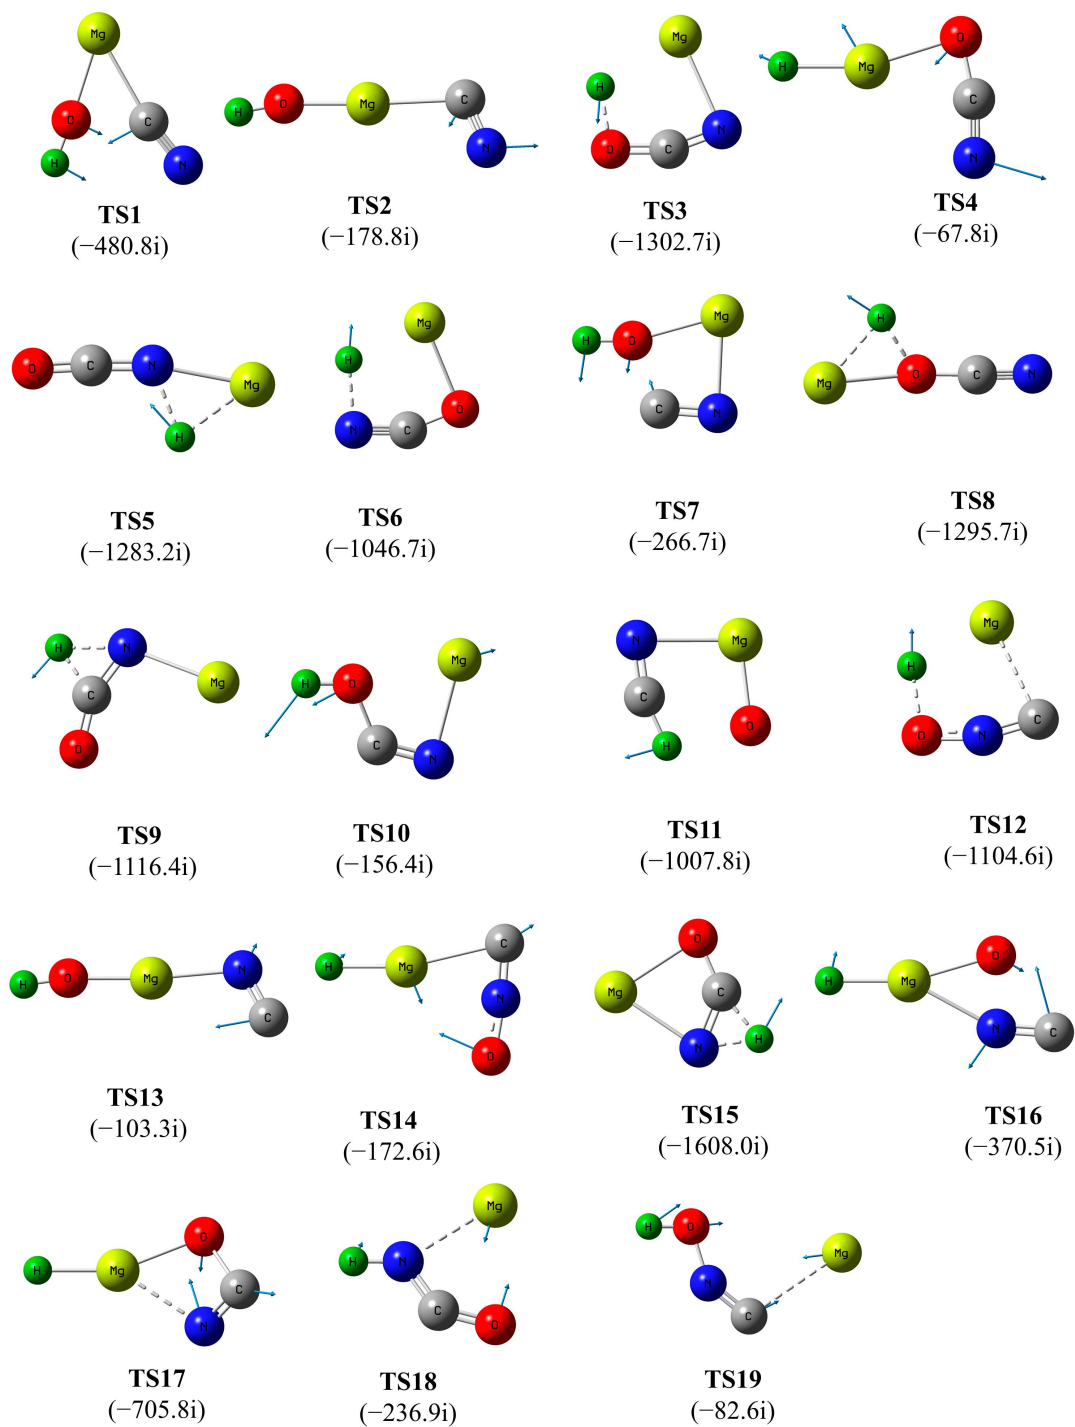 Mg
O
C
H
N
TS1
(−480.8i)
H
O
Mg
C
N
TS2
(−178.8i)
Mg
H
N
O
C
TS3
(−1302.7i)
O
H
Mg
C
N
TS4
(−67.8i)
O
C
N
Mg
H
TS5
(−1283.2i)
Mg
H
O
N
C
TS6
(−1046.7i)
Mg
H
O
C
N
TS7
(−266.7i)
H
Mg
O
C
N
TS8
(−1295.7i)
H
N
Mg
C
O
TS9
(−1116.4i)
Mg
H
O
C
N
TS10
(−156.4i)
N
Mg
C
O
H
TS11
(−1007.8i)
Mg
H
C
O
N
TS12
(−1104.6i)
H
O
Mg
N
C
TS13
(−103.3i)
C
H
Mg
N
O
TS14
(−172.6i)
O
Mg
C
N
H
TS15
(−1608.0i)
O
H
Mg
N
C
TS16
(−370.5i)
O
H
Mg
C
N
TS17
(−705.8i)
Mg
H
N
C
O
TS18
(−236.9i)
H
O
Mg
N
C
TS19
(−82.6i)